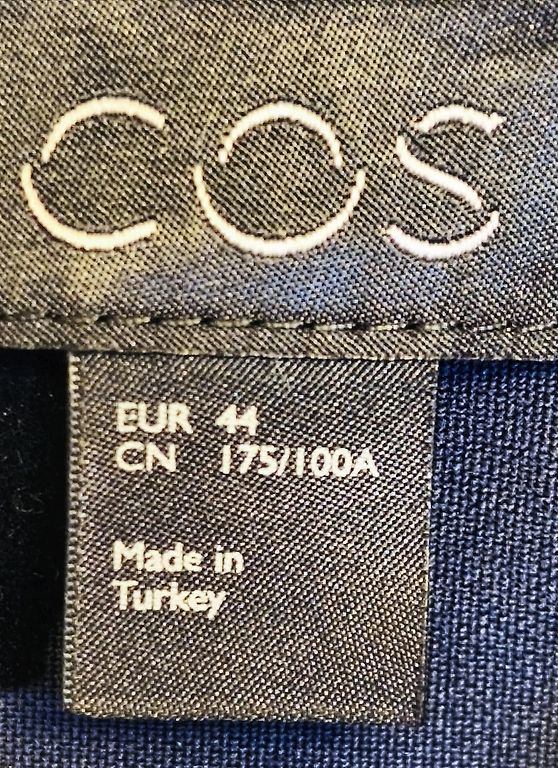 COS
EUR 44
CN 175/100A
Made in
Turkey